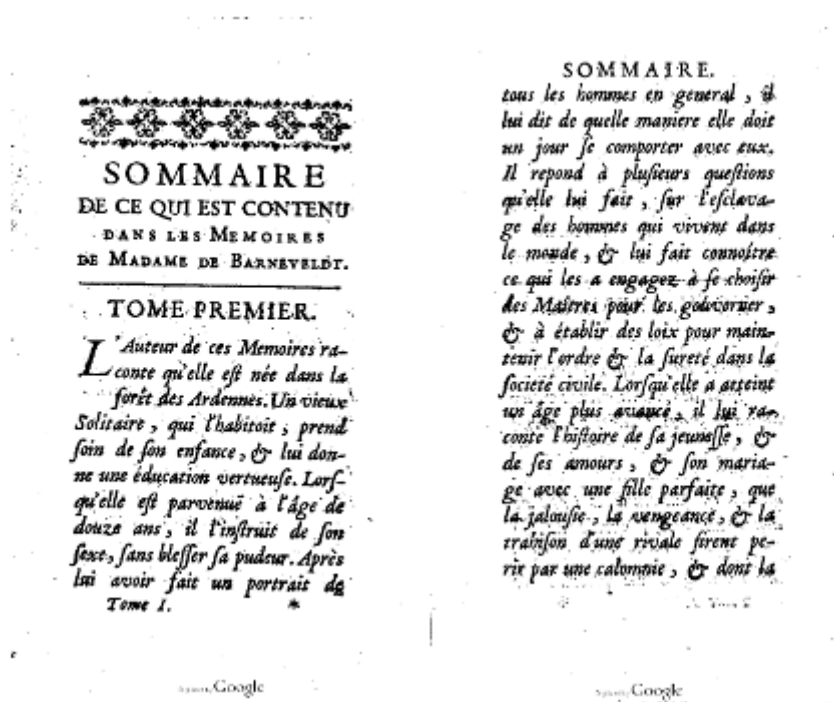 SOMMAIRE
DE CE QUI EST CONTENU
DANS LES MEMOIRES
DE MADAME DE BARNEVELDT.
TOME PREMIER.
L'Auteur de ces Memoires ra-
conte qu'elle eſt née dans la
forêt des Ardennes. Un vieux
Solitaire, qui l'habitoit, prend
ſoin de ſon enfance, & lui don-
ne une éducation vertueuſe. Lorſ-
qu'elle eſt parvenuë à l'âge de
douze ans, il l'inſtruit de ſon
ſexe, ſans bleſſer ſa pudeur. Après
lui avoir fait un portrait de
Tome I. *
Google
SOMMAIRE.
tous les hommes en general, il
lui dit de quelle maniere elle doit
un jour ſe comporter avec eux.
Il repond à pluſieurs queſtions
qu'elle lui fait, ſur l'eſclava-
ge des hommes qui vivent dans
le monde, & lui fait connoître
ce qui les a engagez à ſe choiſir
des Maîtres pour les gouverner,
& à établir des loix pour main-
tenir l'ordre & la ſureté dans la
ſocieté civile. Lorſqu'elle a atteint
un âge plus avancé, il lui ra-
conte l'hiſtoire de ſa jeuneſſe, &
de ſes amours, & ſon maria-
ge avec une fille parfaite, que
la jalouſie, la vengeance, & la
trahiſon d'une rivale firent pe-
rir par une calomnie, & dont la
Google